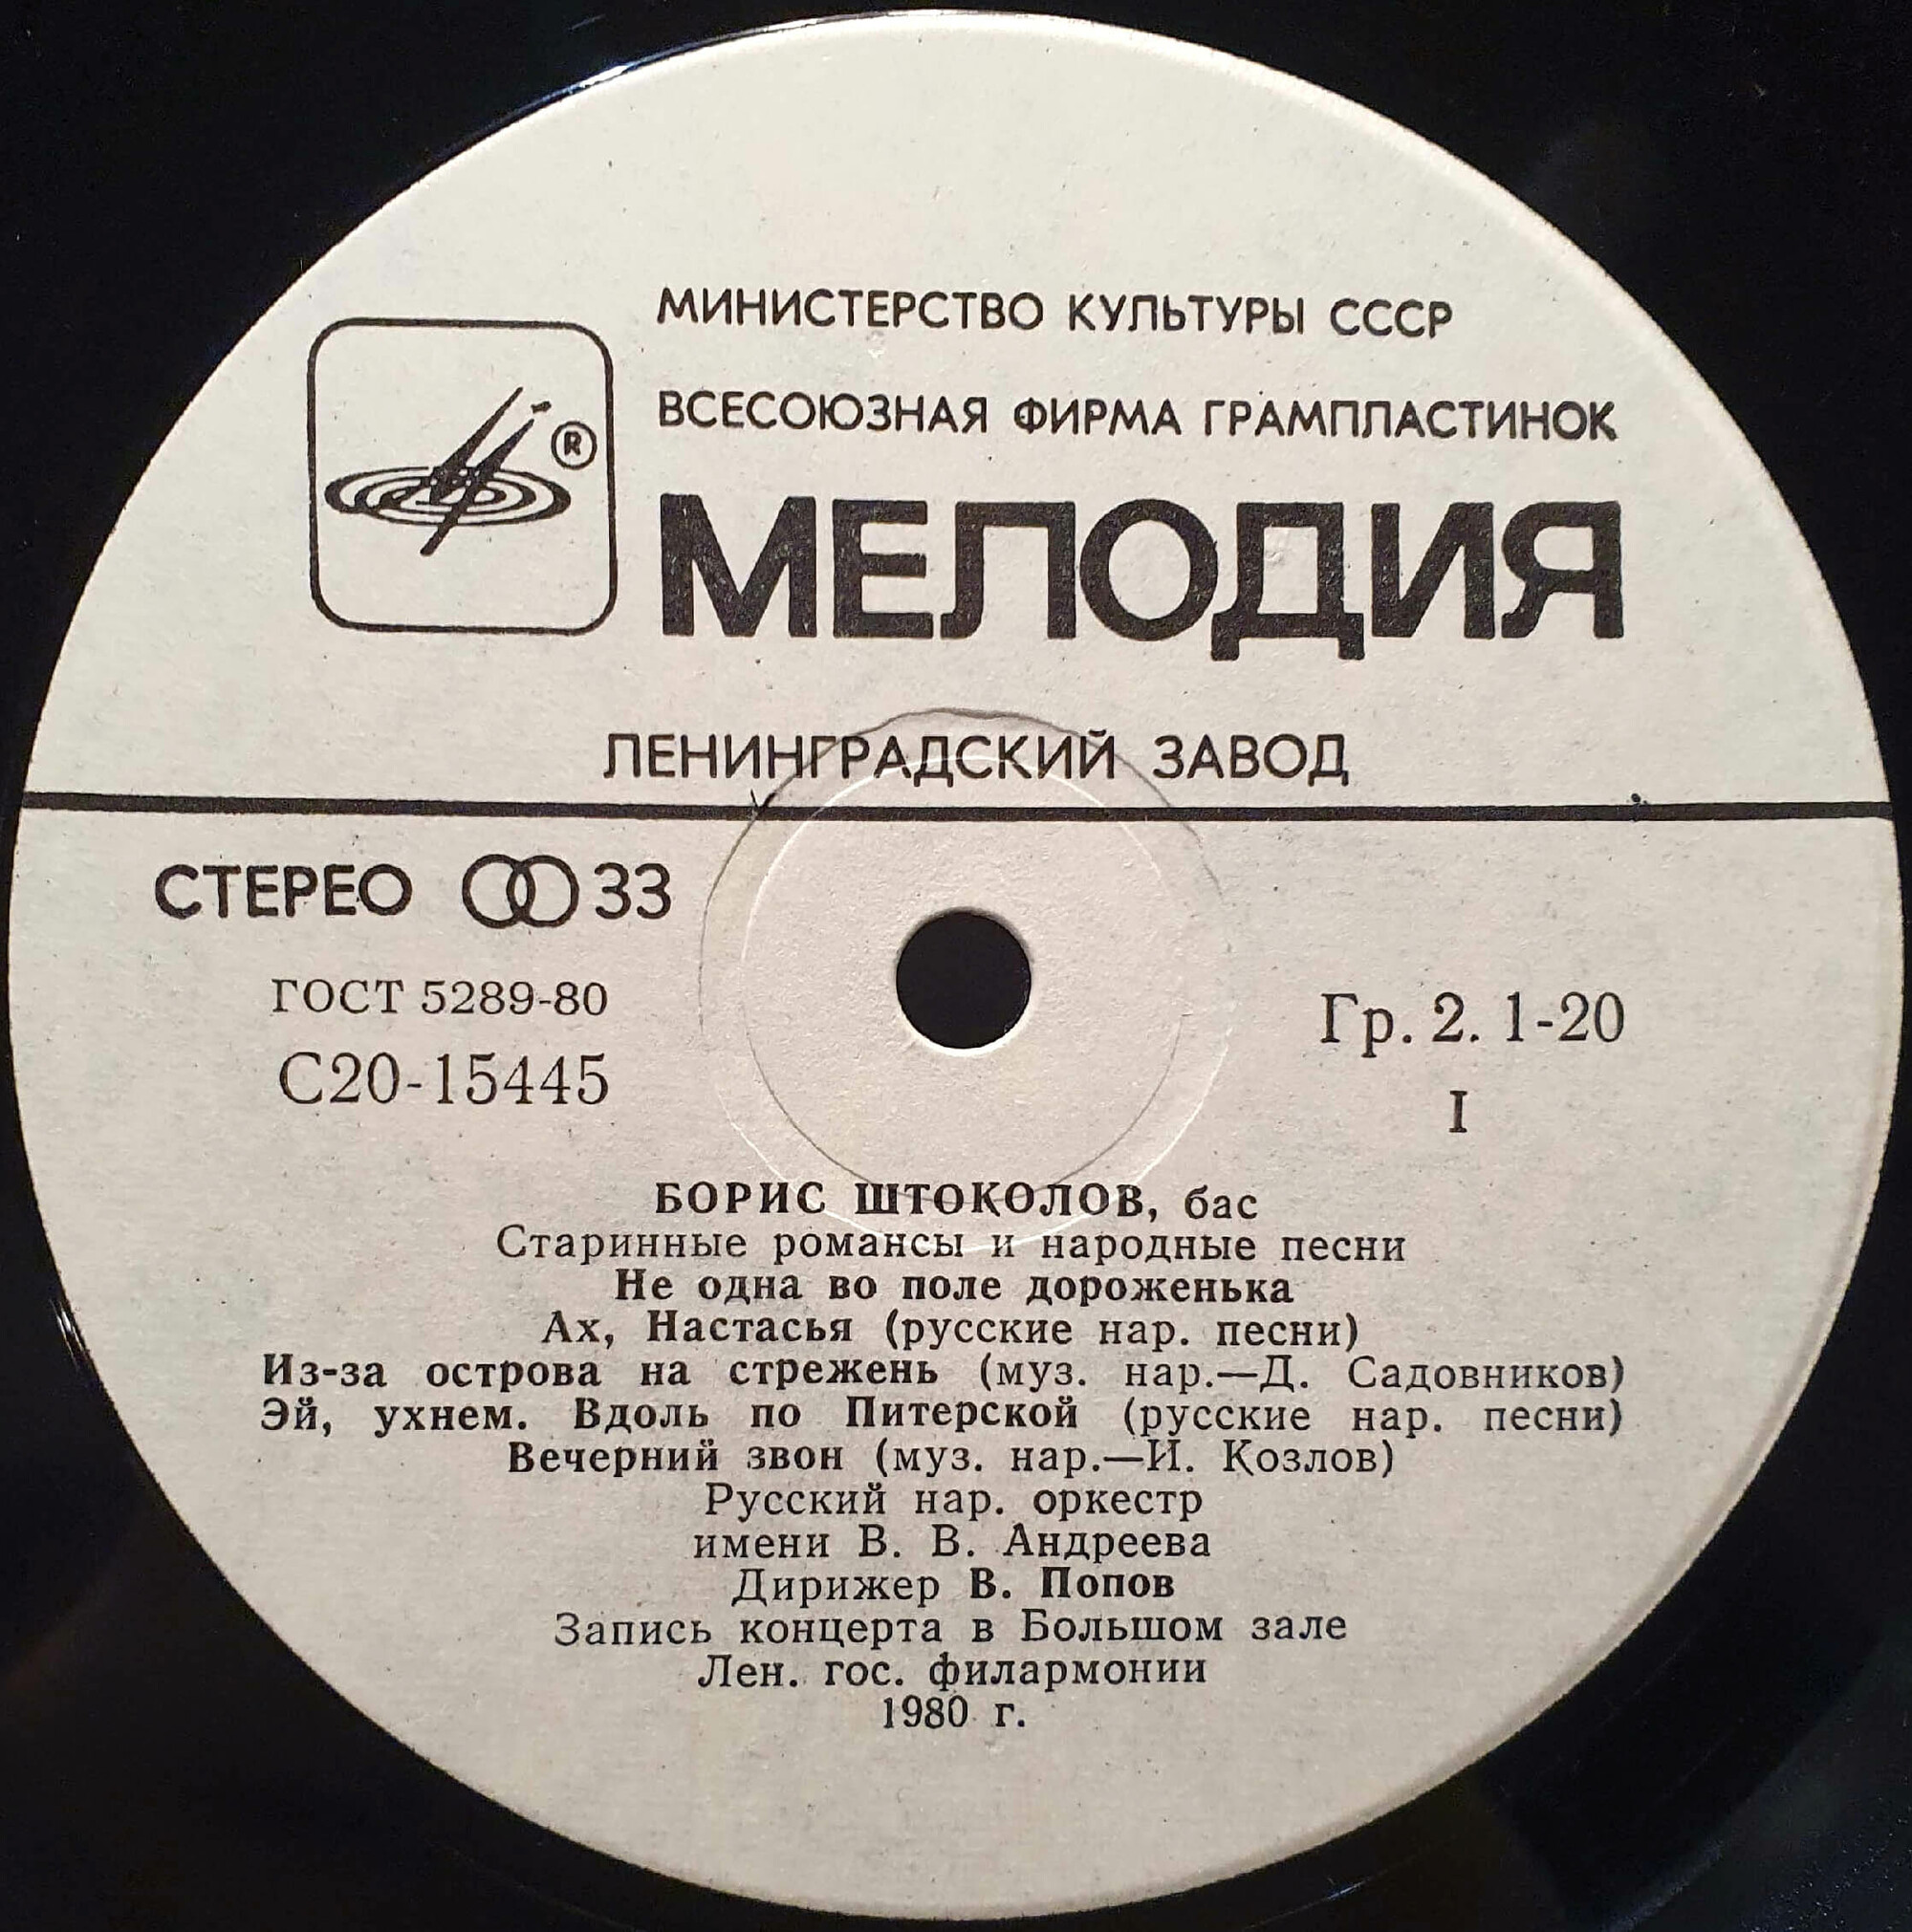 МИНИСТЕРСТВО КУЛЬТУРЫ СССР
ВСЕСОЮЗНАЯ ФИРМА ГРАМПЛАСТИНОК
®
МЕЛОДИЯ
ЛЕНИНГРАДСКИЙ ЗАВОД
СТЕРЕО 33
ГОСТ 5289-80
Гр. 2. 1-20
С20-15445
I
БОРИС ШТОКОЛОВ, бас
Старинные романсы и народные песни
Не одна во поле дороженька
Ах, Настасья (русские нар. песни)
Из-за острова на стрежень (муз. нар.—Д. Садовников)
Эй, ухнем. Вдоль по Питерской (русские нар. песни)
Вечерний звон (муз. нар.—И. Козлов)
Русский нар. оркестр
имени В. В. Андреева
Дирижер В. Попов
Запись концерта в Большом зале
Лен. гос. филармонии
1980 г.